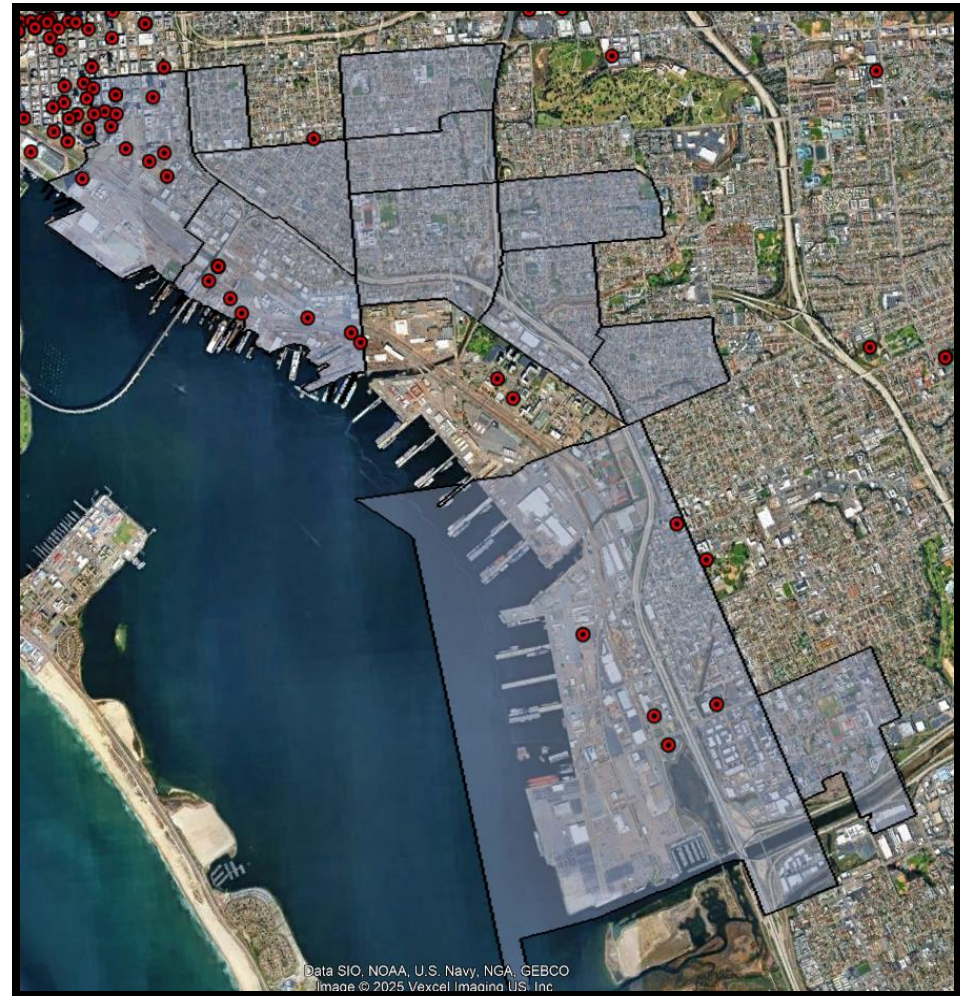 Data SIO, NOAA, U.S. Navy, NGA, GEBCO
Image © 2025 Vexcel Imaging US, Inc.